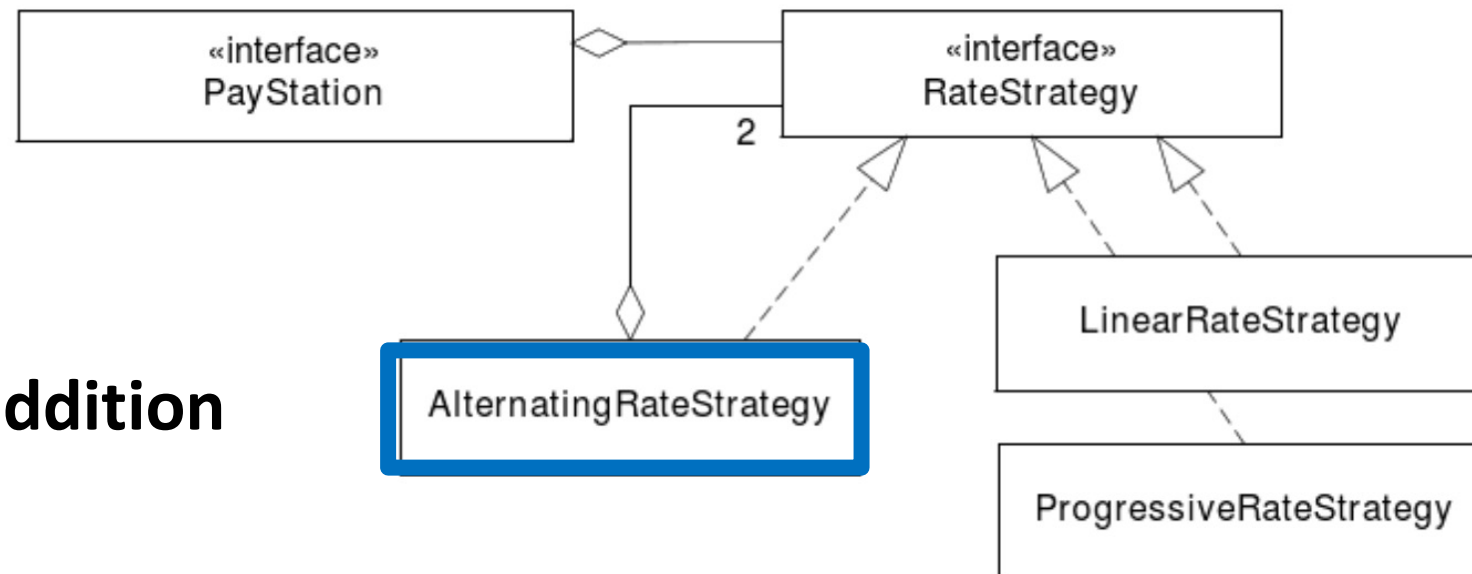 «interface»
PayStation
«interface»
RateStrategy
2
LinearRateStrategy
ddition
AlternatingRateStrategy
ProgressiveRateStrategy